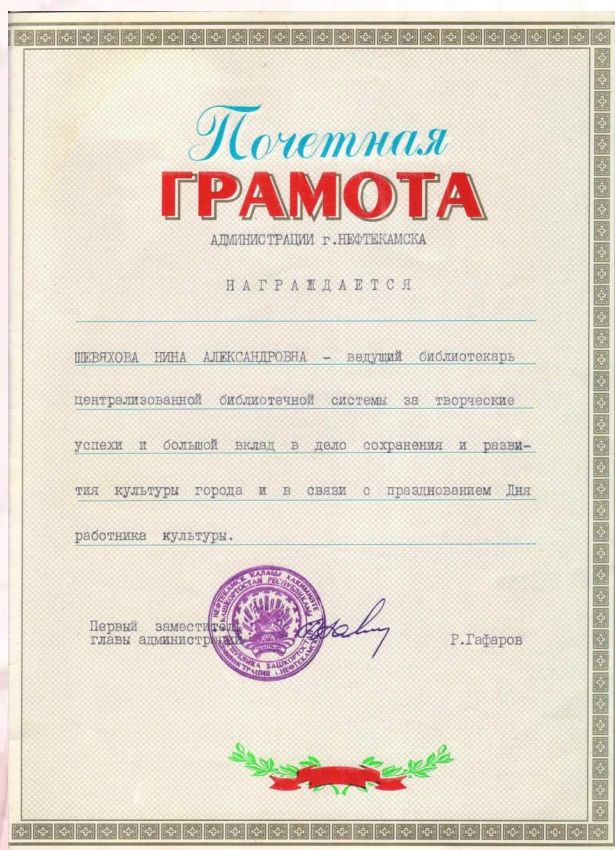 Почетная
ГРАМОТА
АДМИНИСТРАЦИИ г.НЕФТЕКАМСКА
НАГРАЖДАЕТСЯ
ШЕВЯХОВА НИНА АЛЕКСАНДРОВНА – ведущий библиотекарь
централизованной библиотечной системы за творческие
успехи и большой вклад в дело сохранения и разви-
тия культуры города и в связи с празднованием Дня
работника культуры.
Первый заместитель
главы администрации
Р.Гафаров